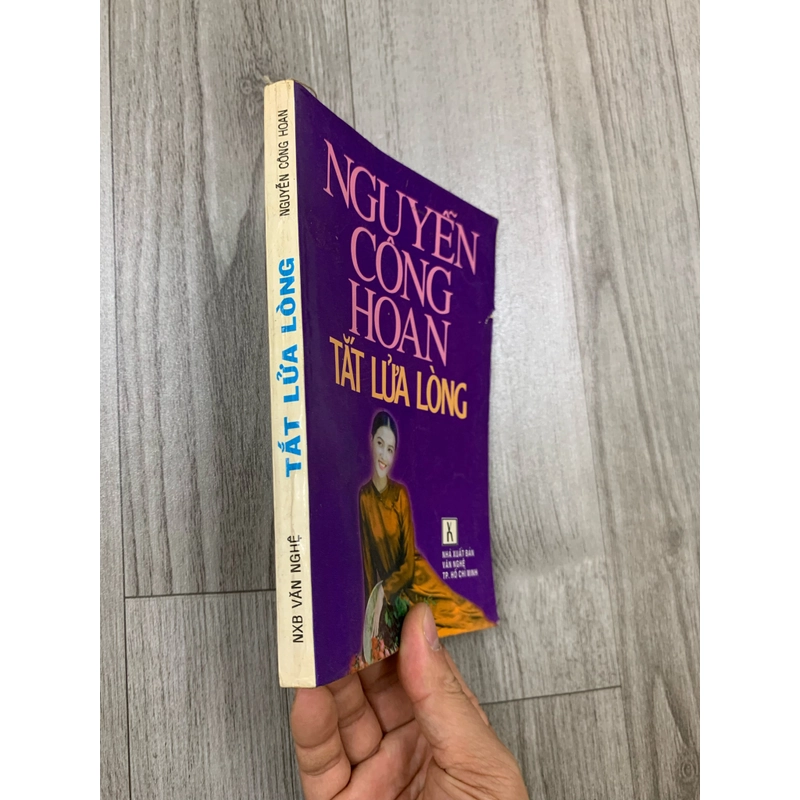 NGUYỄN CÔNG HOAN
TẮT LỬA LÒNG
NXB VĂN NGHỆ
NGUYỄN
CÔNG
HOAN
TẮT LỬA LÒNG
NHÀ XUẤT BẢN
VĂN NGHỆ
TP. HỒ CHÍ MINH